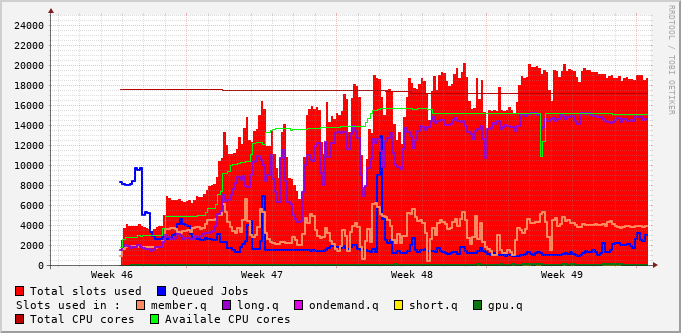 24000
22000
20000
18000
16000
14000
12000
10000
8000
6000
4000
2000
0
Week 46 Week 47 Week 48 Week 49
RRDTOOL / TOBI OETIKER
Total slots used Queued Jobs
Slots used in : member.q long.q ondemand.q short.q gpu.q
Total CPU cores Availale CPU cores